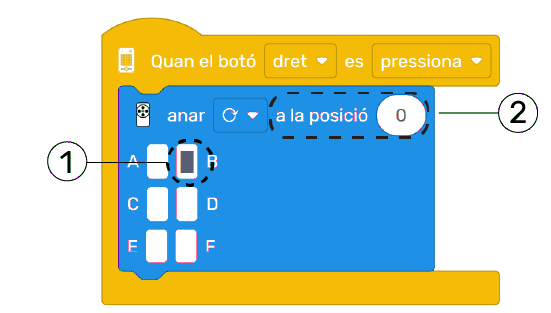 Quan el botó dret es pressiona
anar a la posició 0
2
1
A B
C D
E F